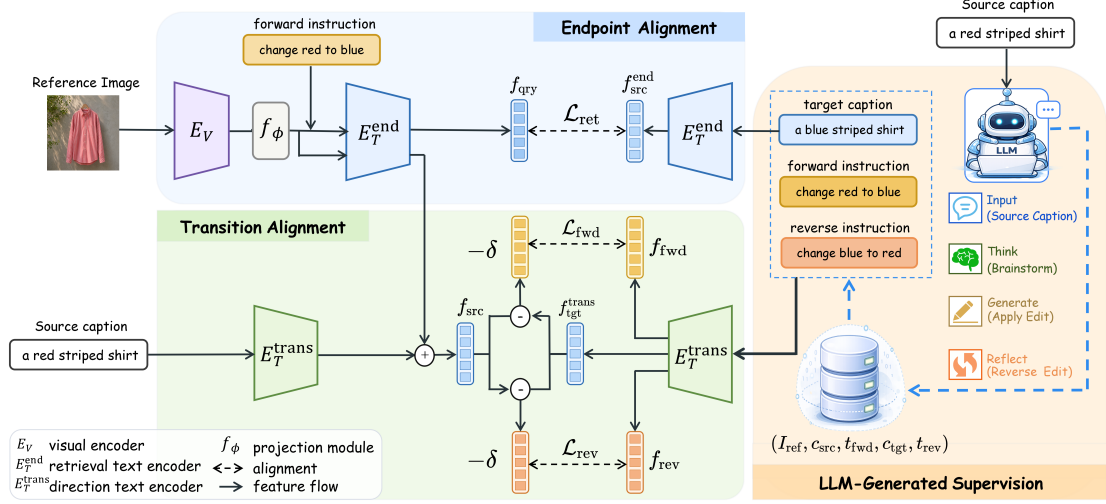 Source caption
a red striped shirt
forward instruction
change red to blue
Endpoint Alignment
Reference Image
E_V
f_ϕ
E_T^end
f_qry
L_ret
f_src^end
E_T^end
target caption
a blue striped shirt
forward instruction
change red to blue
reverse instruction
change blue to red
LLM
Input
(Source Caption)
Think
(Brainstorm)
Generate
(Apply Edit)
Reflect
(Reverse Edit)
Transition Alignment
−δ
L_fwd
f_fwd
Source caption
a red striped shirt
E_T^trans
+
f_src
-
-
f_tgt^trans
E_T^trans
−δ
L_rev
f_rev
(I_ref, c_src, t_fwd, c_tgt, t_rev)
LLM-Generated Supervision
E_V visual encoder
f_ϕ projection module
E_T^end retrieval text encoder
alignment
E_T^trans direction text encoder
feature flow